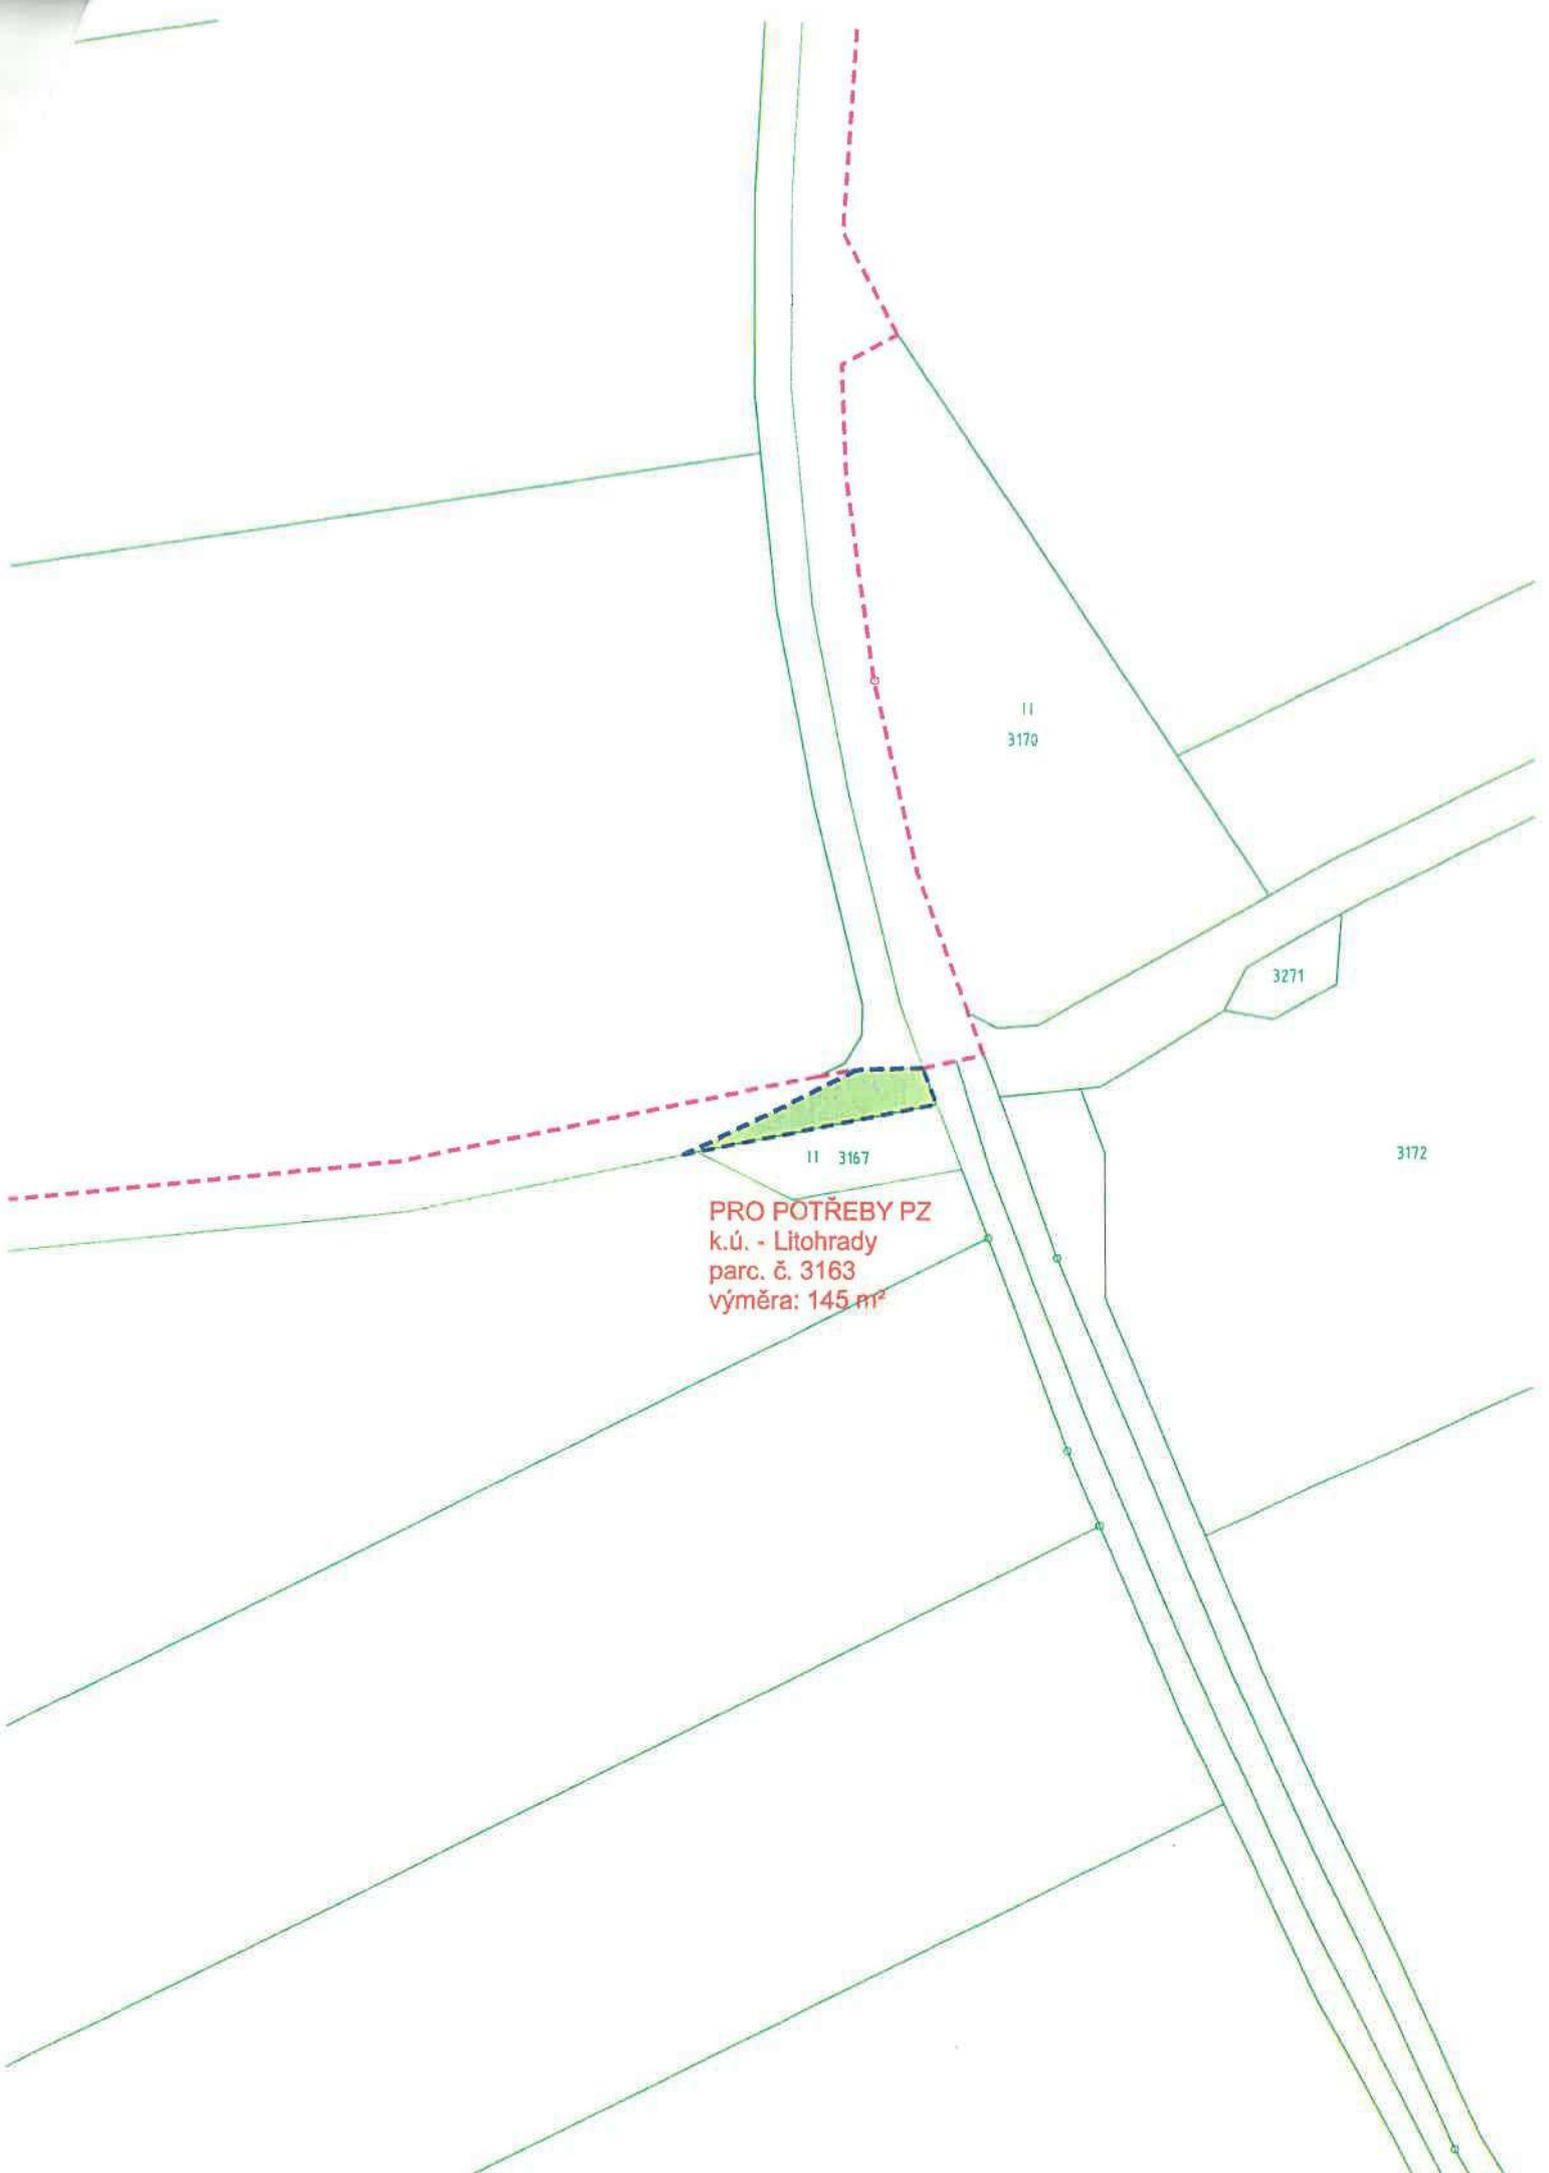 II
3170
3271
II 3167
3172
PRO POTŘEBY PZ
k.ú. - Litohrady
parc. č. 3163
výměra: 145 m²